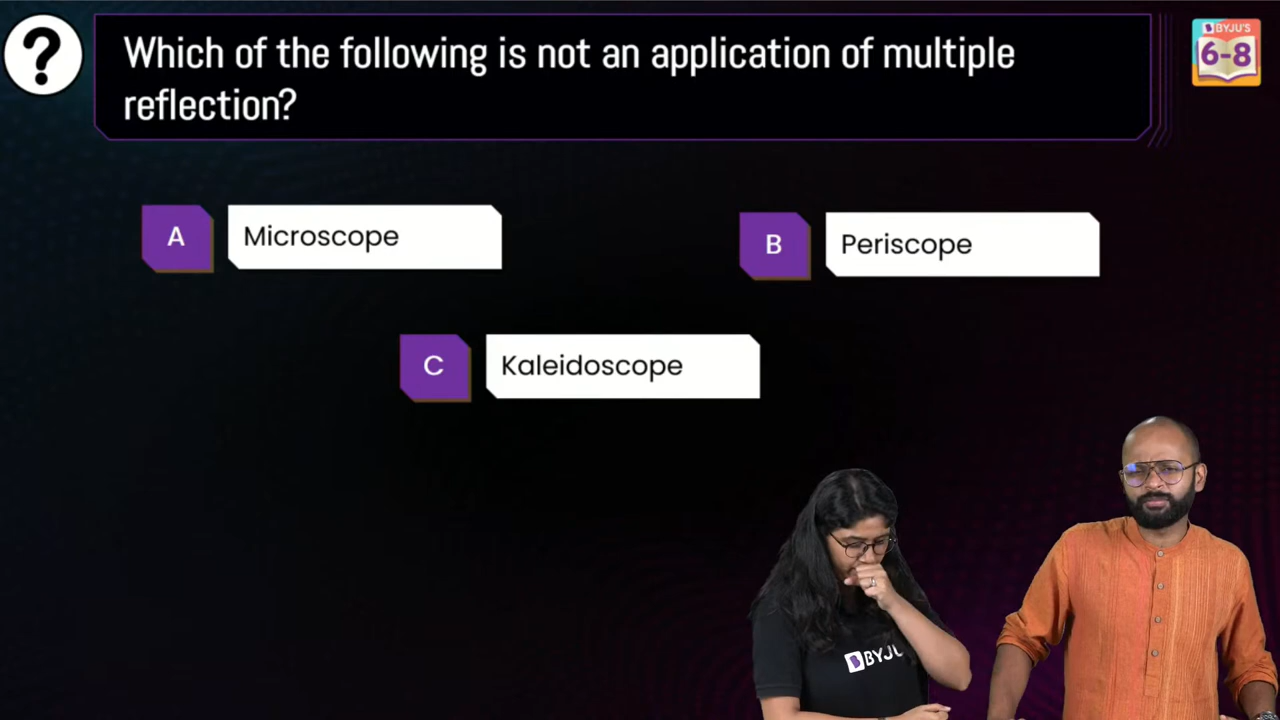 ?
Which of the following is not an application of multiple
reflection?
BYJU'S
6-8
A
Microscope
B
Periscope
C
Kaleidoscope
BYJU